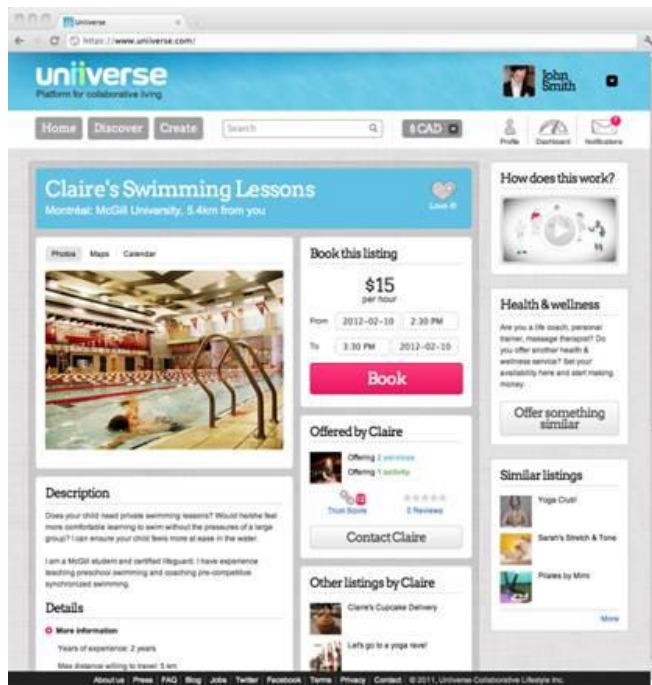 Uniiverse
https://www.uniiverse.com/
uniiverse
Platform for collaborative living
John
Smith
Home
Discover
Create
Search
$ CAD
Profile
Dashboard
Notifications
Claire's Swimming Lessons
Montréal: McGill University, 5.4km from you
Love it!
Photos
Maps
Calendar
Book this listing
$15
per hour
From 2012-02-10 2:30 PM
To 3:30 PM 2012-02-10
Book
Offered by Claire
Offering 2 services
Offering 1 activity
Trust Score
0 Reviews
Contact Claire
Other listings by Claire
Claire's Cupcake Delivery
Let's go to a yoga rave!
Description
Does your child need private swimming lessons? Would he/she feel
more comfortable learning to swim without the pressures of a large
group? I can ensure your child feels more at ease in the water.
I am a McGill student and certified lifeguard. I have experience
teaching preschool swimming and coaching pre-competitive
synchronized swimming.
Details
More information
Years of experience: 2 years
Max distance willing to travel: 5 km
How does this work?
Health & wellness
Are you a life coach, personal
trainer, massage therapist? Do
you offer another health &
wellness service? Set your
availability here and start making
money.
Offer something
similar
Similar listings
Yoga Club!
Sarah's Stretch & Tone
Pilates by Mimi
More
About us Press FAQ Blog Jobs Twitter Facebook Terms Privacy Contact © 2011, Uniiverse Collaborative Lifestyle Inc.